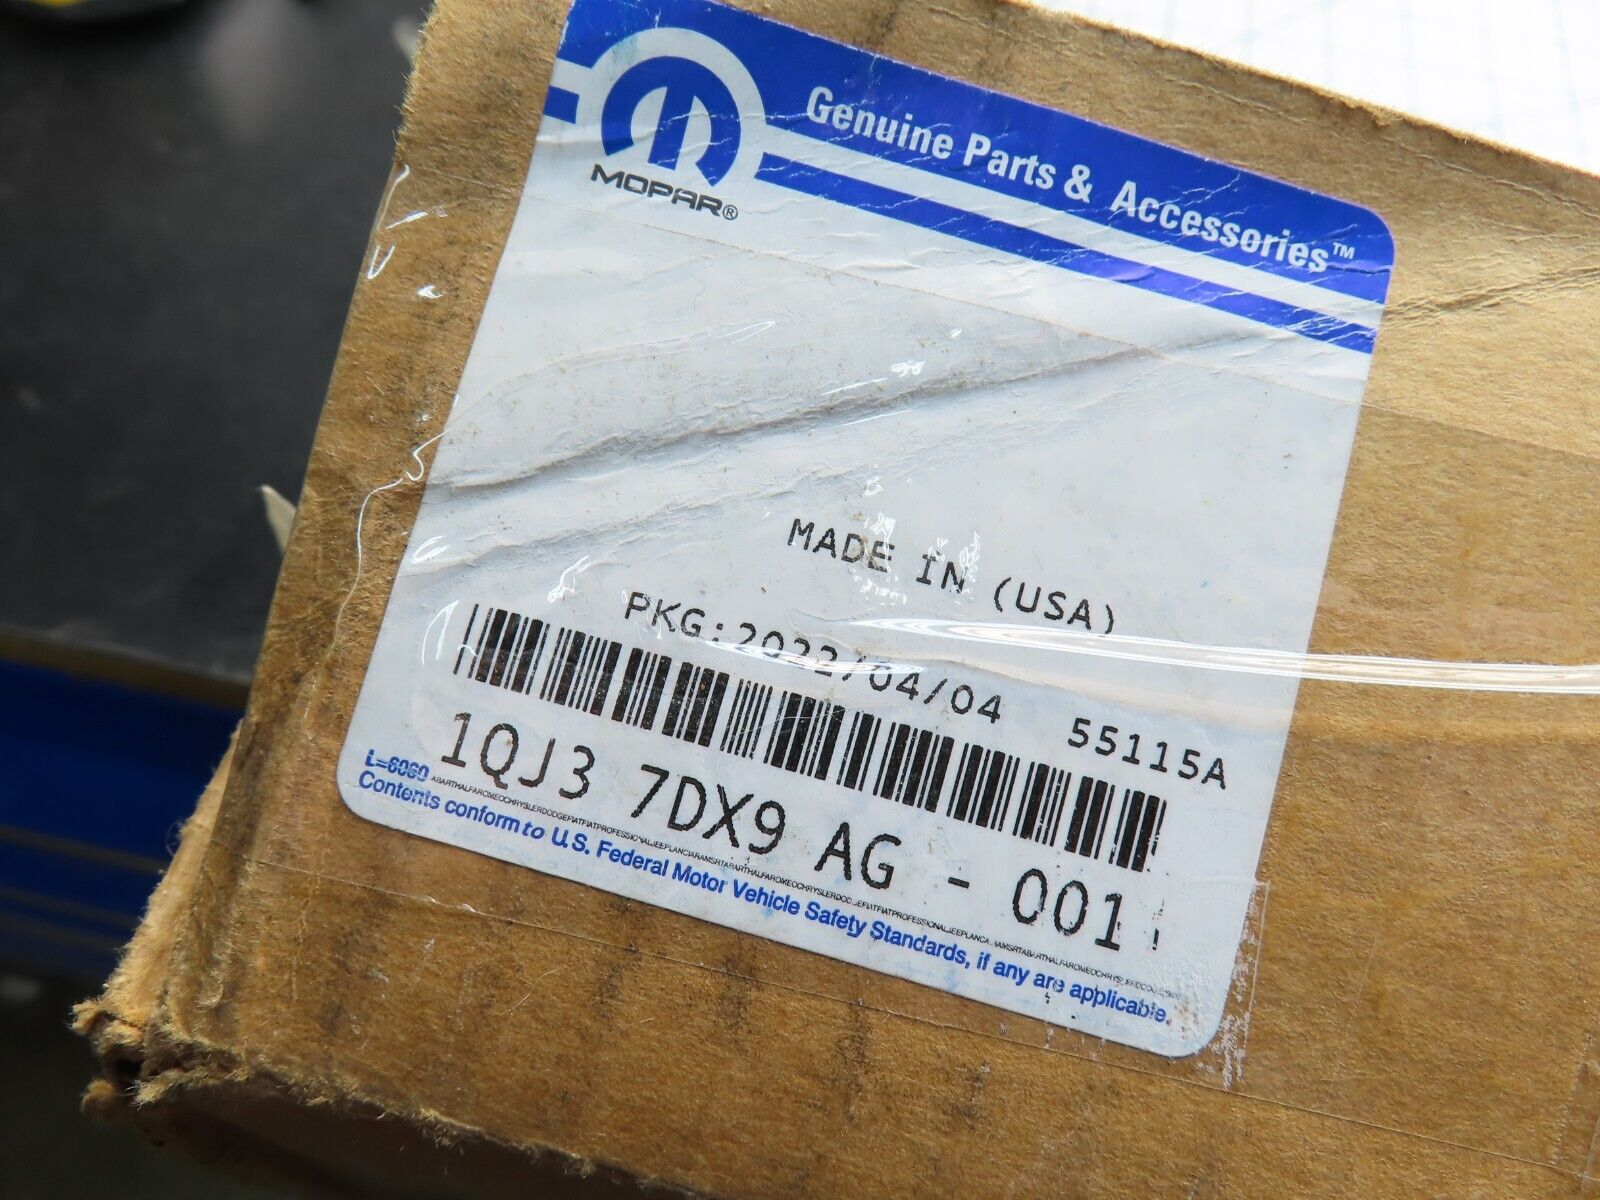 Genuine Parts & Accessories™
MOPAR®
MADE IN (USA)
PKG:2022/04/04 55115A
1QJ3 7DX9 AG - 001
L=6060
Contents conform to U.S. Federal Motor Vehicle Safety Standards, if any are applicable.